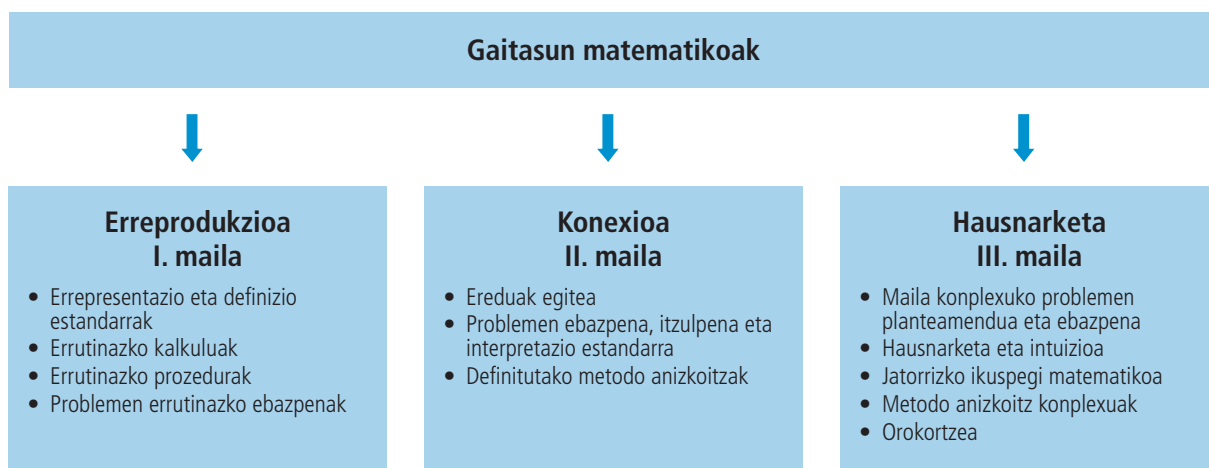 Gaitasun matematikoak
Erreprodukzioa
I. maila
• Errepresentazio eta definizio
estandarrak
• Errutinazko kalkuluak
• Errutinazko prozedurak
• Problemen errutinazko ebazpenak
Konexioa
II. maila
• Ereduak egitea
• Problemen ebazpena, itzulpena eta
interpretazio estandarra
• Definitutako metodo anizkoitzak
Hausnarketa
III. maila
• Maila konplexuko problemen
planteamendua eta ebazpena
• Hausnarketa eta intuizioa
• Jatorrizko ikuspegi matematikoa
• Metodo anizkoitz konplexuak
• Orokortzea